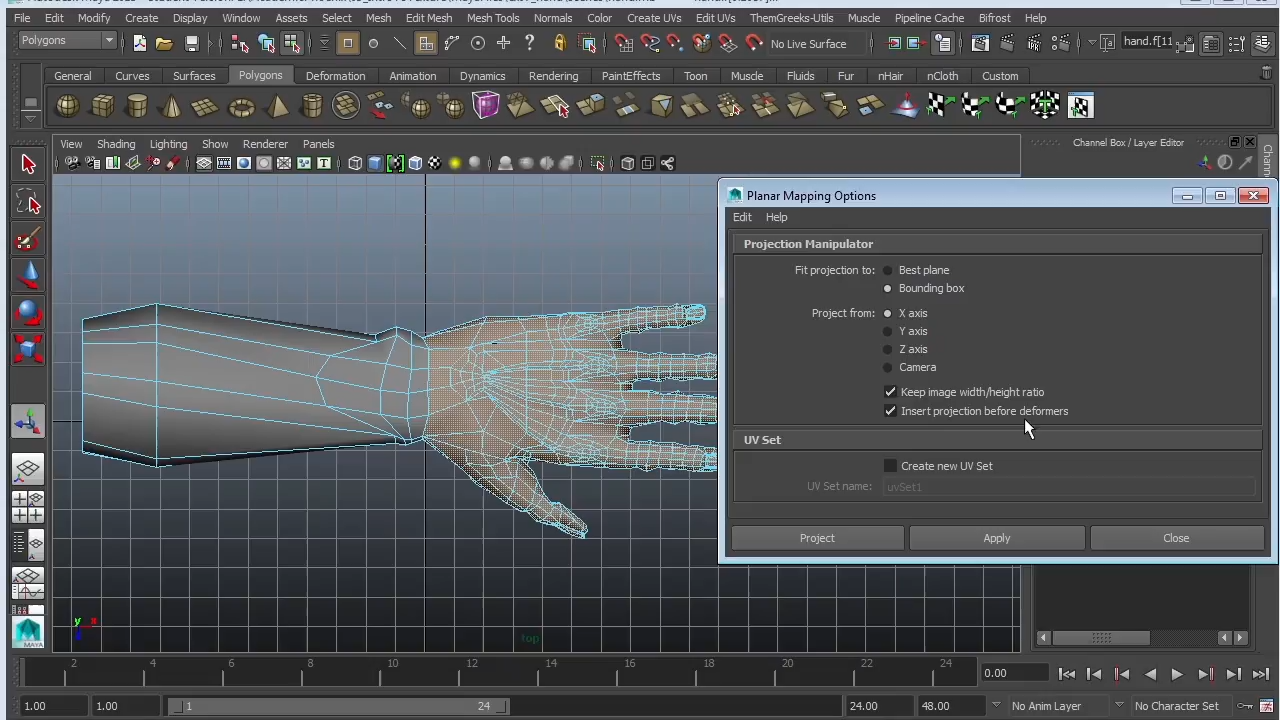 File Edit Modify Create Display Window Assets Select Mesh Edit Mesh Mesh Tools Normals Color Create UVs Edit UVs ThemGreeks-Utils Muscle Pipeline Cache Bifrost Help
Polygons
No Live Surface
hand.f[11
General Curves Surfaces Polygons Deformation Animation Dynamics Rendering PaintEffects Toon Muscle Fluids Fur nHair nCloth Custom
View Shading Lighting Show Renderer Panels
Channel Box / Layer Editor
Planar Mapping Options
Edit Help
Projection Manipulator
Fit projection to: Best plane
Bounding box
Project from: X axis
Y axis
Z axis
Camera
Keep image width/height ratio
Insert projection before deformers
UV Set
Create new UV Set
UV Set name: uvSet1
Project Apply Close
y x
top
MAYA
2 4 6 8 10 12 14 16 18 20 22 24
0.00
1.00 1.00 1 24 24.00 48.00 No Anim Layer No Character Set